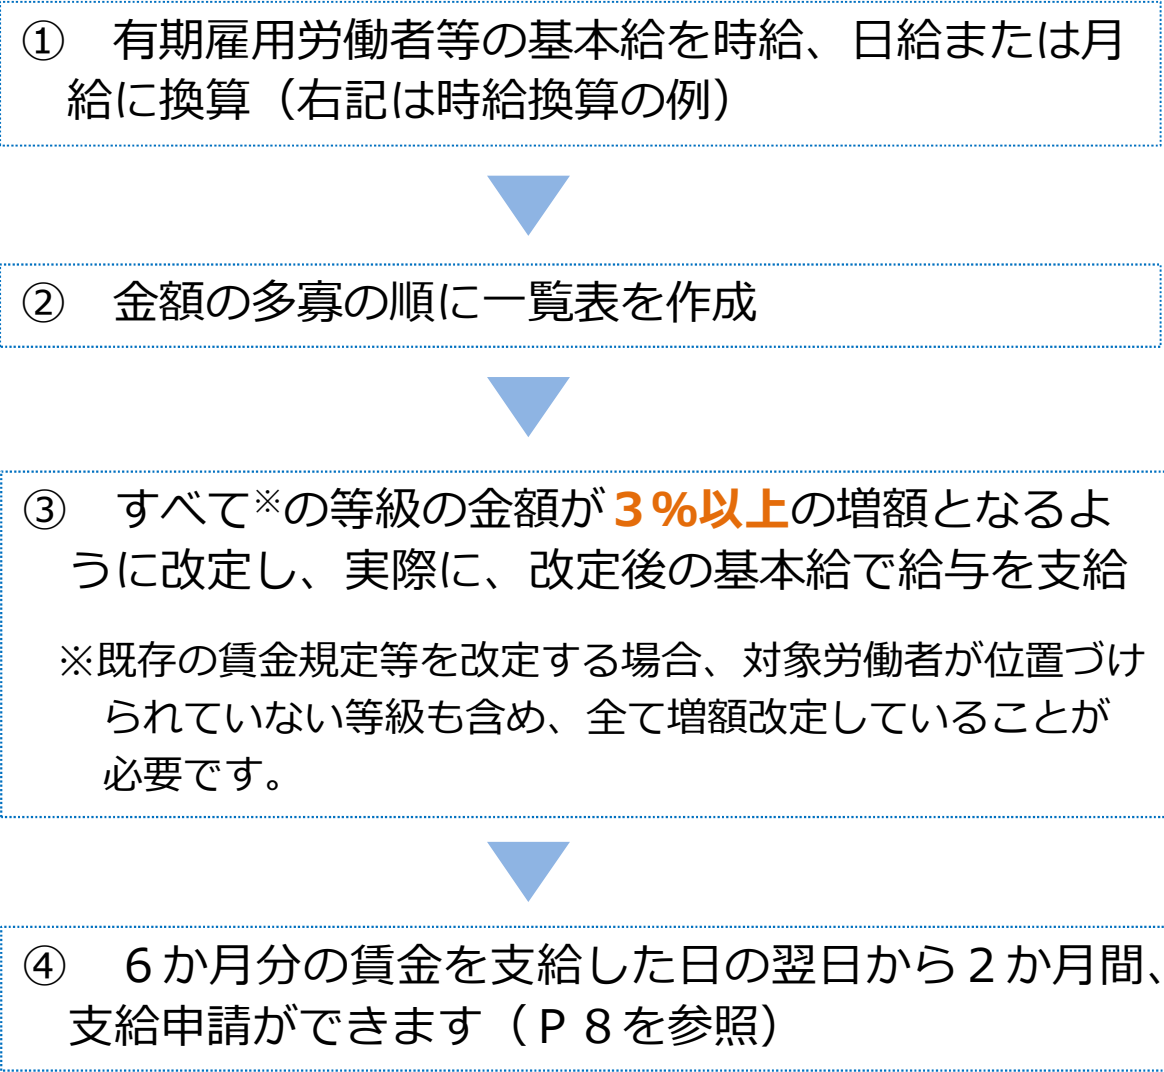 ① 有期雇用労働者等の基本給を時給、日給または月
給に換算（右記は時給換算の例）
② 金額の多寡の順に一覧表を作成
③ すべて※の等級の金額が３％以上の増額となるよ
うに改定し、実際に、改定後の基本給で給与を支給
※既存の賃金規定等を改定する場合、対象労働者が位置づけ
られていない等級も含め、全て増額改定していることが
必要です。
④ ６か月分の賃金を支給した日の翌日から２か月間、
支給申請ができます（Ｐ８を参照）